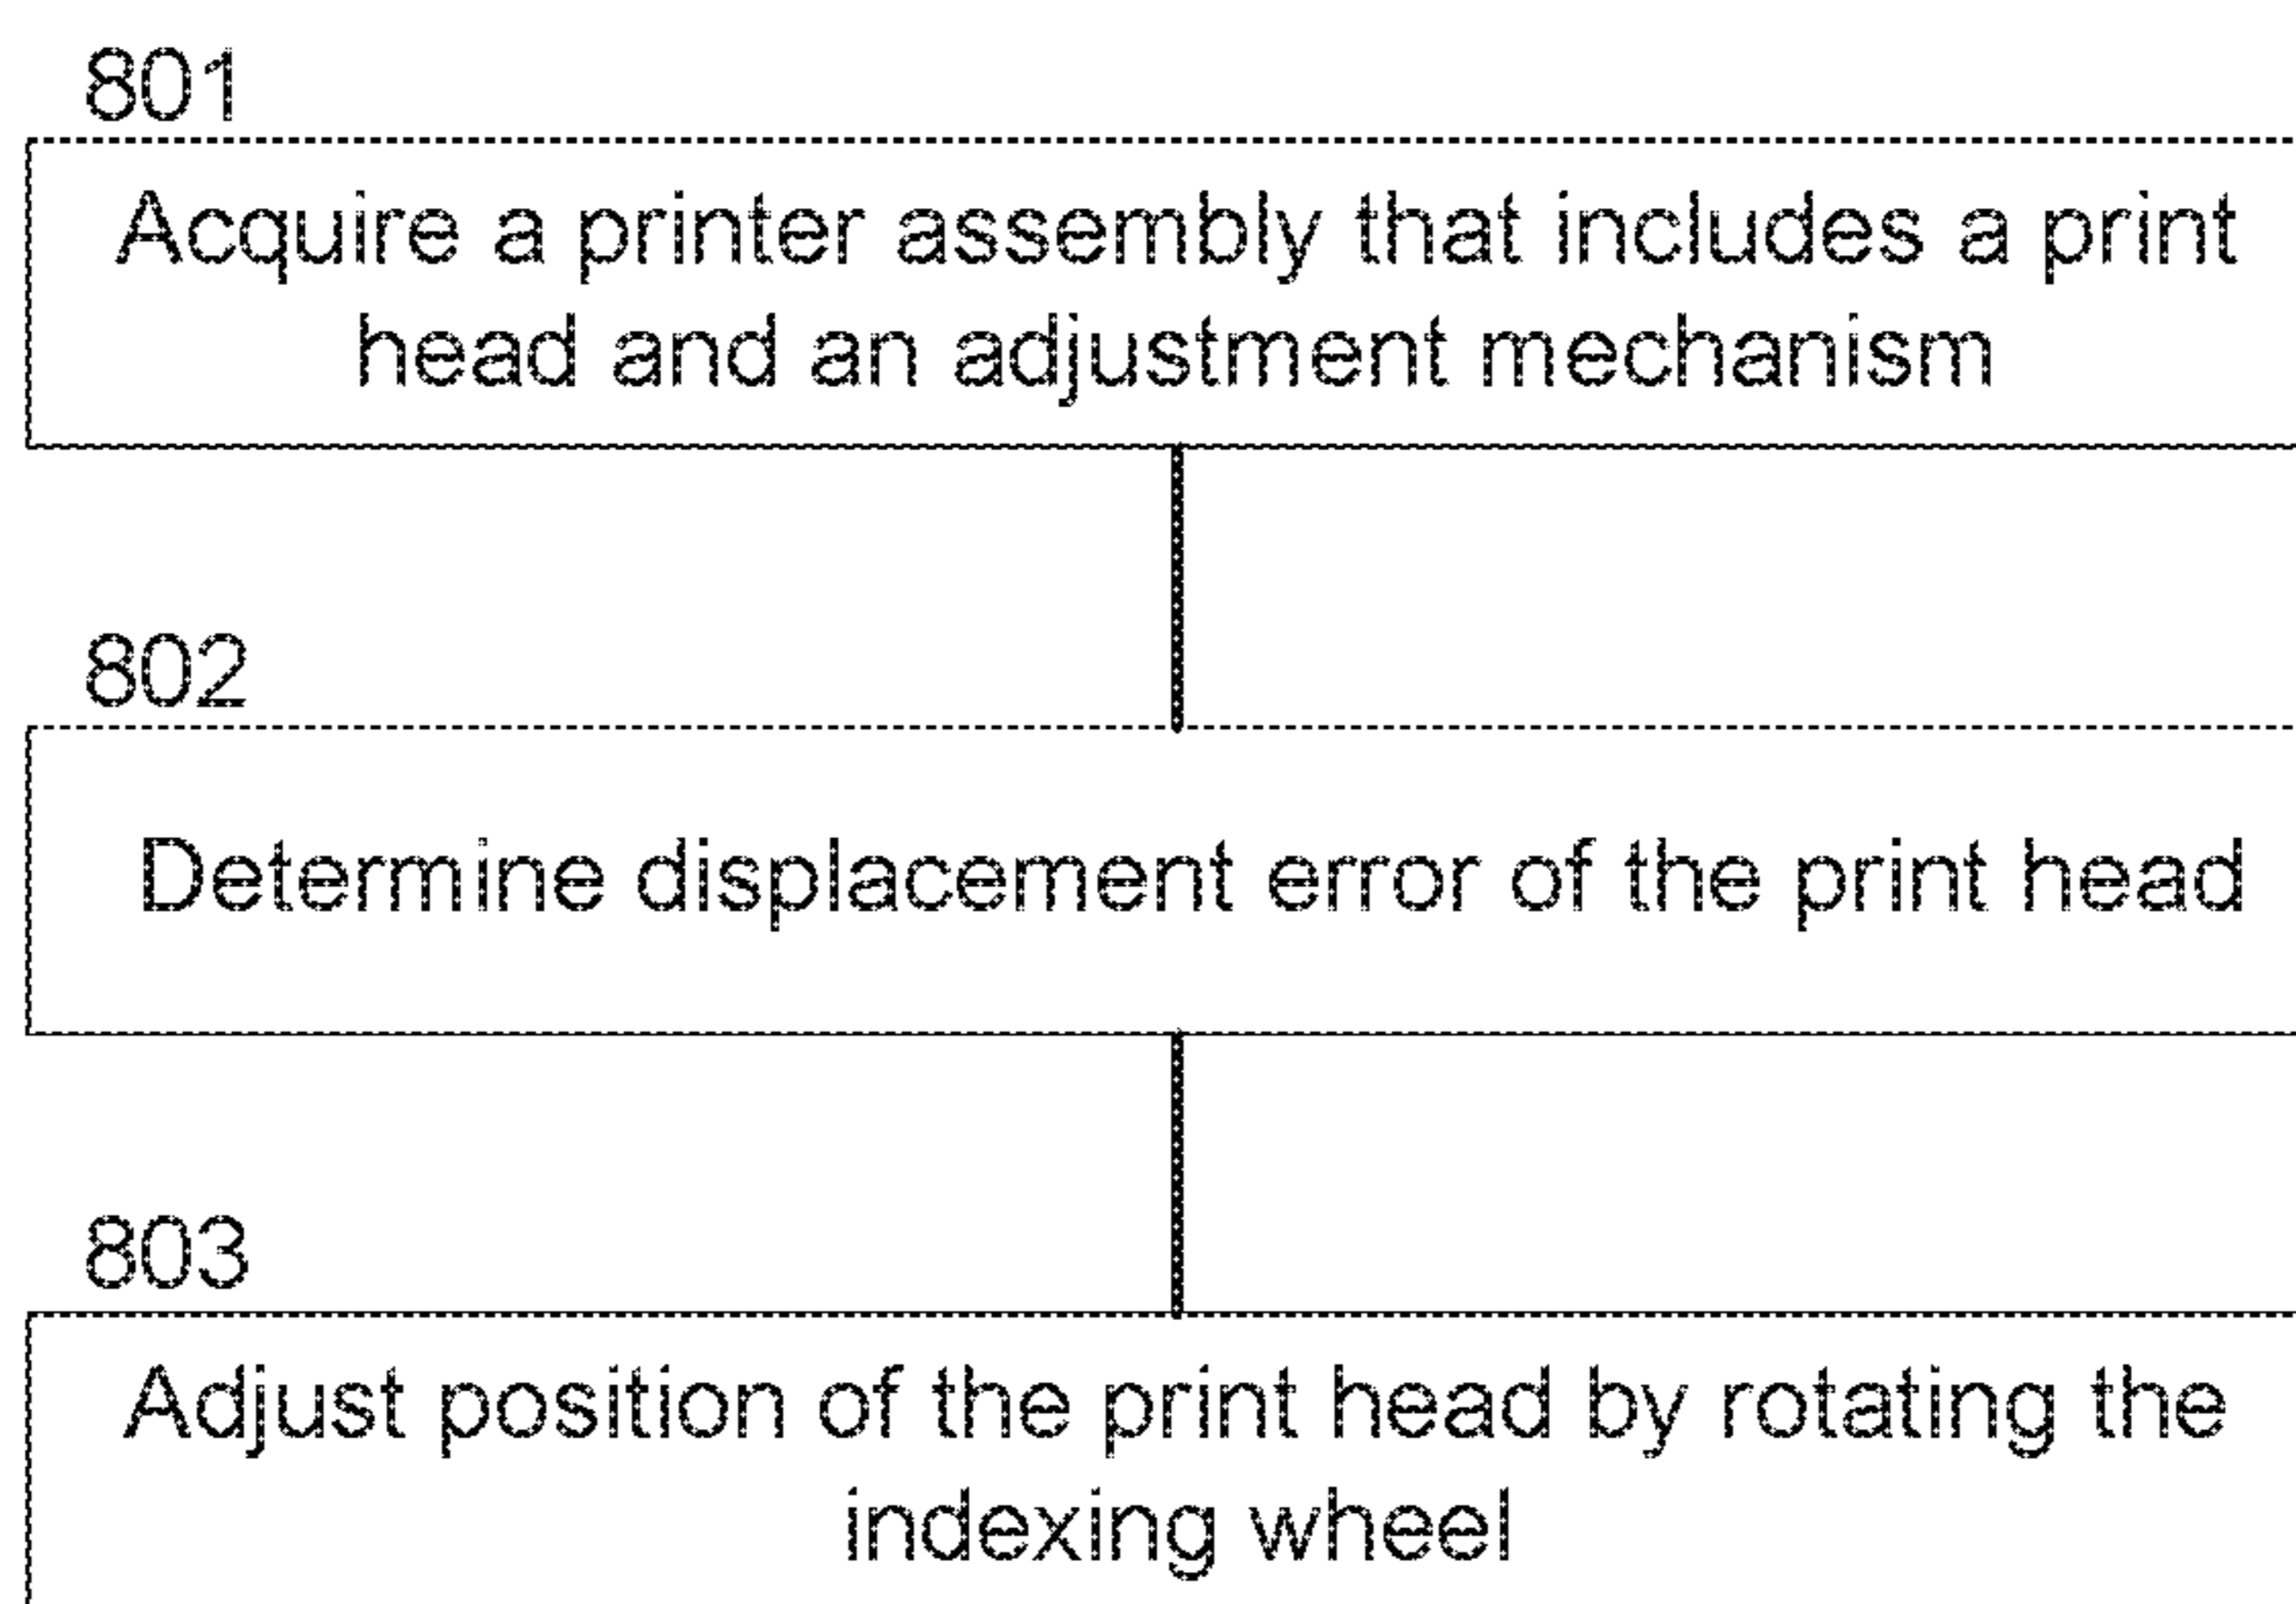 801
Acquire a printer assembly that includes a print
head and an adjustment mechanism
802
Determine displacement error of the print head
803
Adjust position of the print head by rotating the
indexing wheel